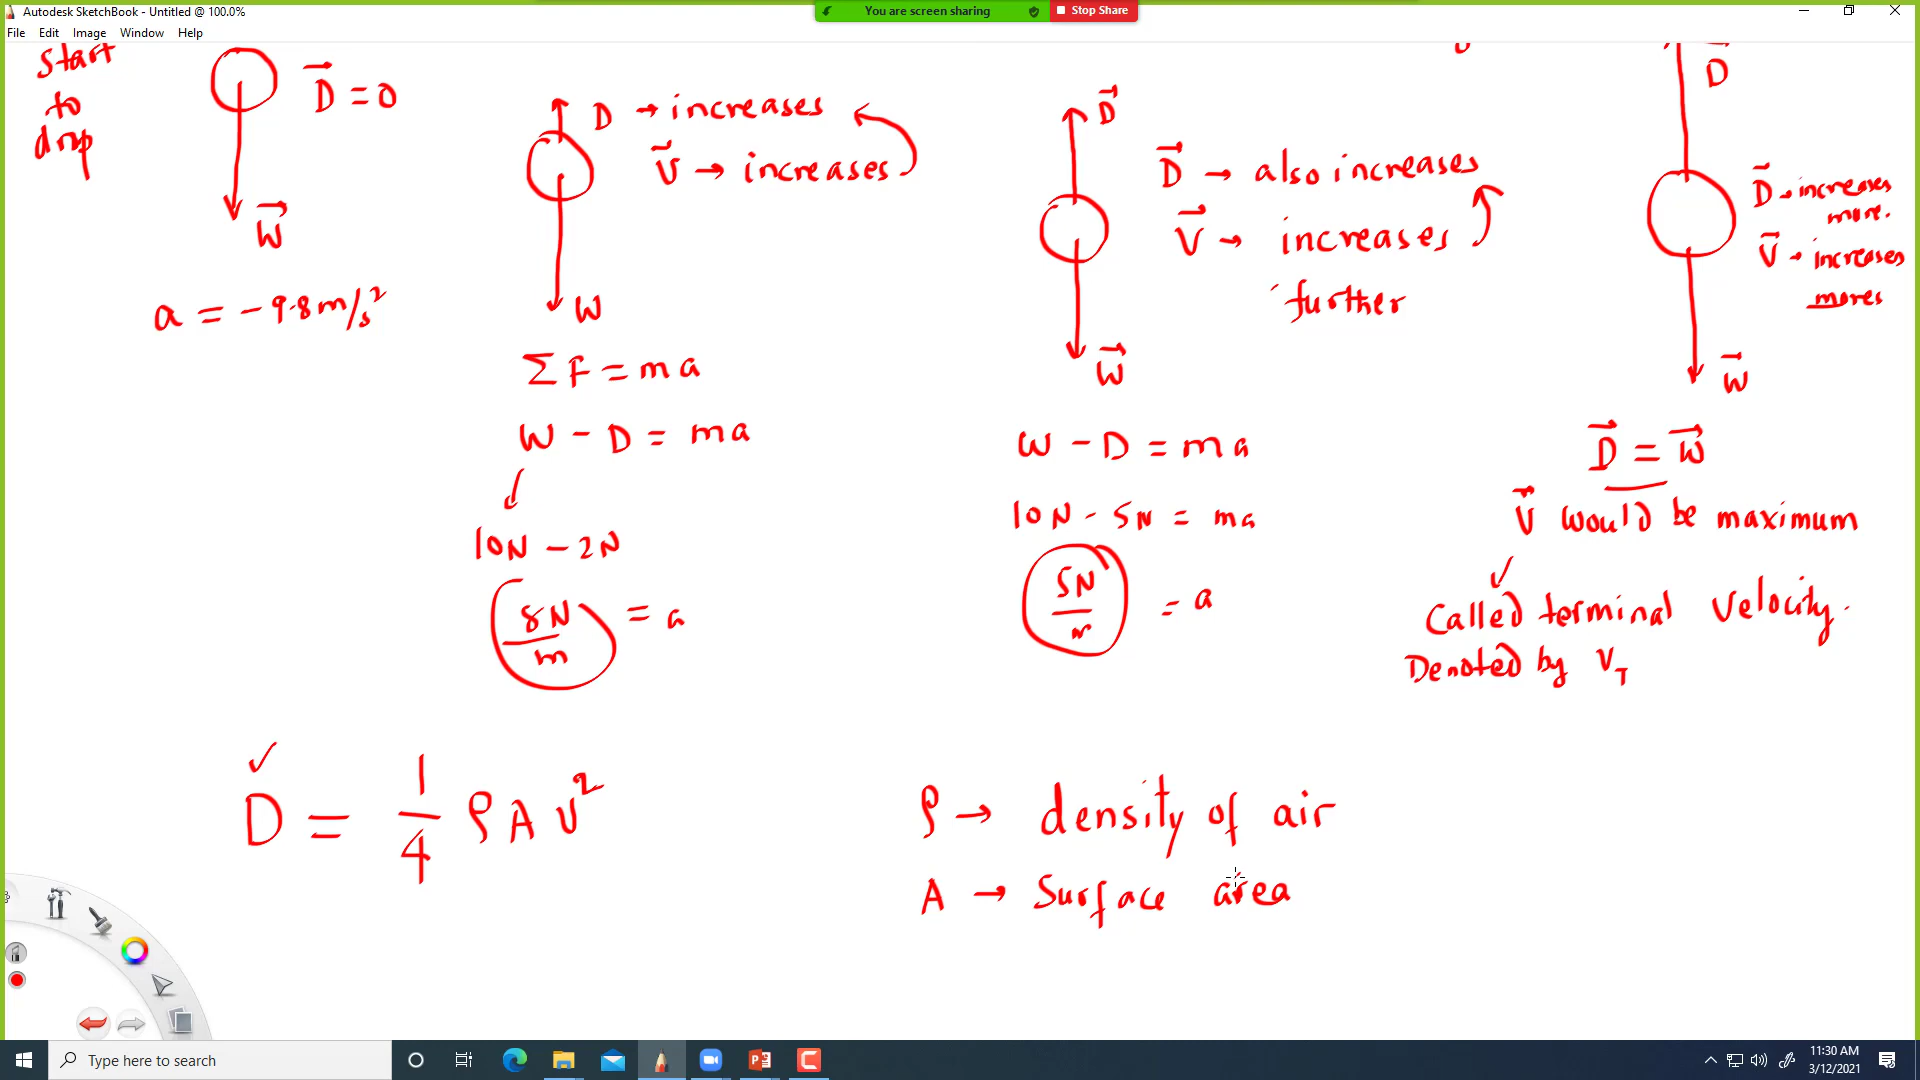 Autodesk SketchBook - Untitled @ 100.0%
You are screen sharing
Stop Share
File Edit Image Window Help
Start
to
drop
D = 0
W
a = -9.8 m/s²
D → increases
V → increases
W
ΣF = ma
W - D = ma
10N - 2N
8N/m = a
D
D → also increases
V → increases
further
W
W - D = ma
10N - 5N = ma
5N/m = a
D
D → increases
more.
V → increases
mores
W
D = W
V would be maximum
Called terminal velocity.
Denoted by V_T
D = 1/4 ρ A v²
ρ → density of air
A → Surface area
Type here to search
11:30 AM
3/12/2021